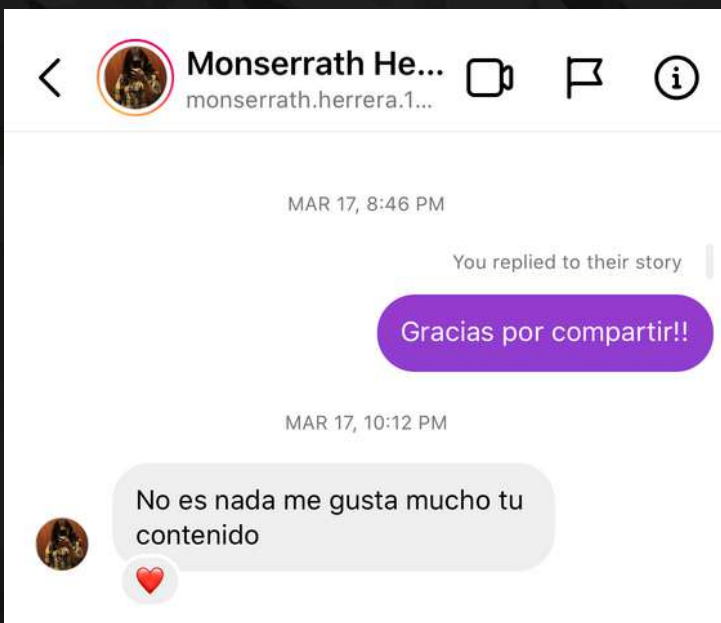 Monserrath He...
monserrath.herrera.1...
MAR 17, 8:46 PM
You replied to their story
Gracias por compartir!!
MAR 17, 10:12 PM
No es nada me gusta mucho tu
contenido